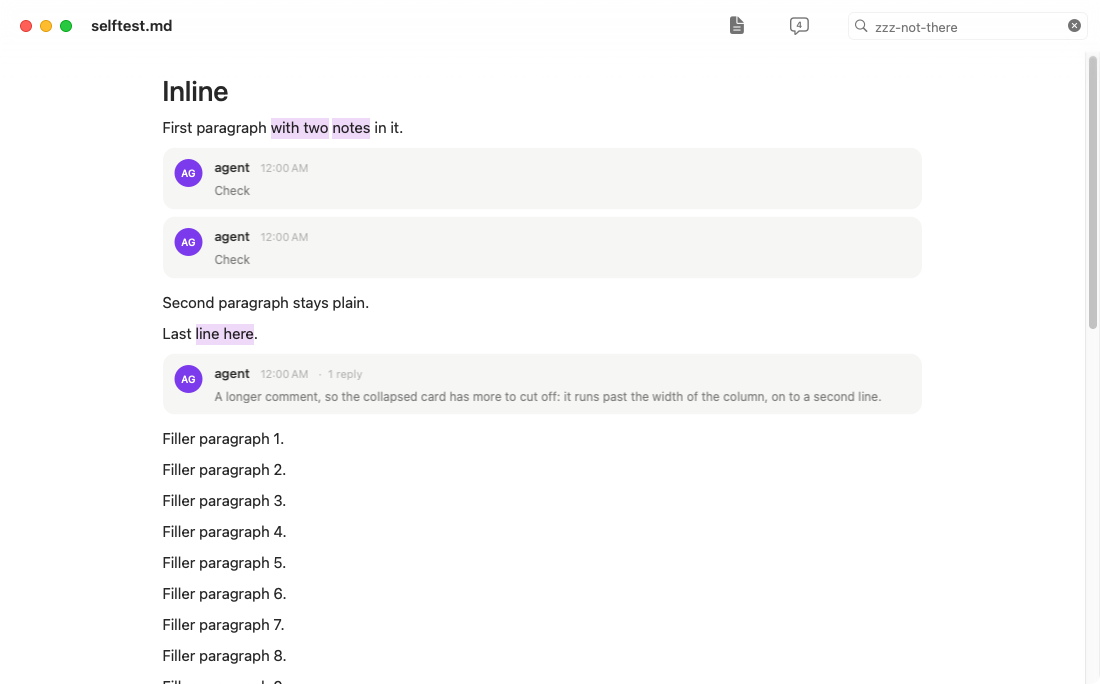 selftest.md
4
zzz-not-there
Inline
First paragraph with two notes in it.
AG
agent 12:00 AM
Check
AG
agent 12:00 AM
Check
Second paragraph stays plain.
Last line here.
AG
agent 12:00 AM · 1 reply
A longer comment, so the collapsed card has more to cut off: it runs past the width of the column, on to a second line.
Filler paragraph 1.
Filler paragraph 2.
Filler paragraph 3.
Filler paragraph 4.
Filler paragraph 5.
Filler paragraph 6.
Filler paragraph 7.
Filler paragraph 8.